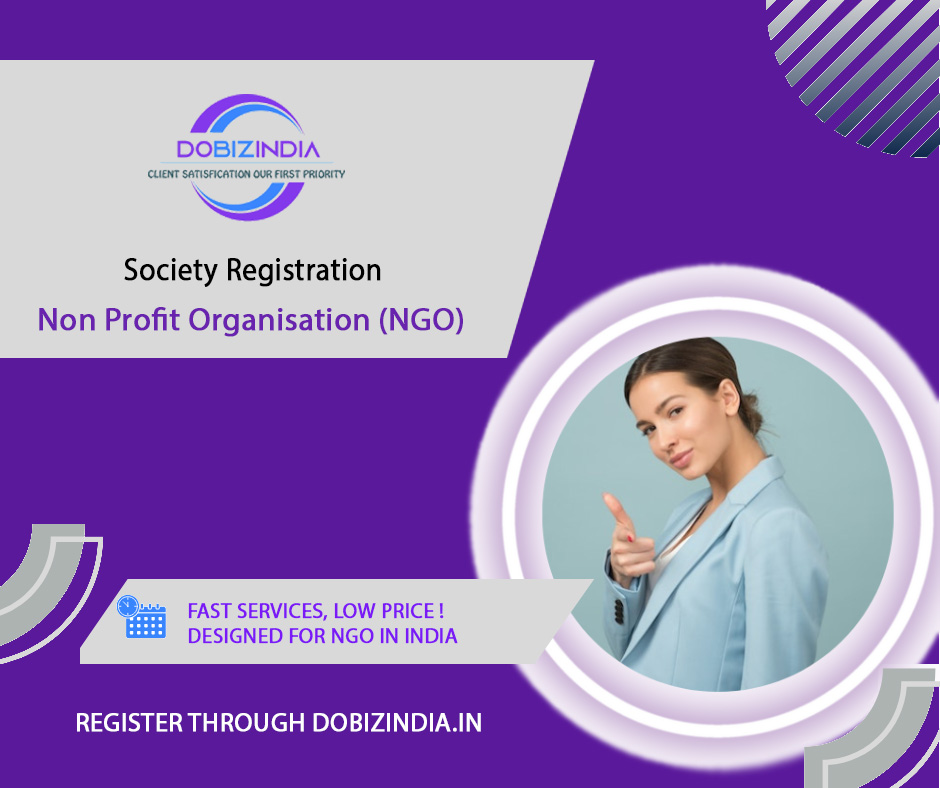 DOBIZINDIA
CLIENT SATISFICATION OUR FIRST PRIORITY
Society Registration
Non Profit Organisation (NGO)
FAST SERVICES, LOW PRICE !
DESIGNED FOR NGO IN INDIA
REGISTER THROUGH DOBIZINDIA.IN